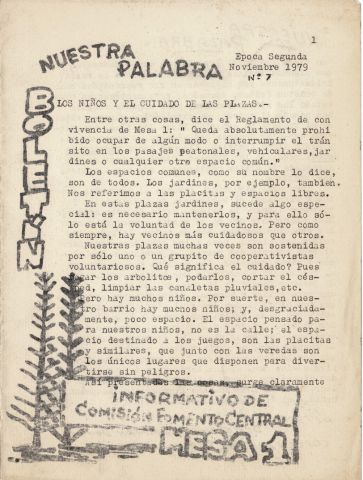 1
NUESTRA
PALABRA
Epoca Segunda
Noviembre 1979
Nº 7
BOLETIN
LOS NIÑOS Y EL CUIDADO DE LAS PLAZAS.-
Entre otras cosas, dice el Reglamento de con
vivencia de Mesa 1: " Queda absolutamente prohi
bido ocupar de algún modo o interrumpir el trán
sito en los pasajes peatonales, vehiculares,jar
dines o cualquier otro espacio común."
Los espacios comunes, como su nombre lo dice,
son de todos. Los jardines, por ejemplo, tambien.
Nos referimos a las placitas y espacios libres.
En estas plazas jardines, sucede algo espe-
cial: es necesario mantenerlos, y para ello só-
lo está la voluntad de los vecinos. Pero como
siempre, hay vecinos más cuidadosos que otros.
Nuestras plazas muchas veces son sostenidas
por sólo uno o un grupo de cooperativistas
voluntariosos. Qué significa el cuidado? Pues
los arbolitos, podarlos, cortar el cés-
ped, limpiar las canaletas pluviales,etc.
Pero hay muchos niños. Por suerte, en nues-
tro barrio hay muchos niños; y, desgraciada-
mente, poco espacio. El espacio pensado pa-
ra nuestros niños, no es la calle; el espa-
cio destinado a los juegos, son las placitas
y similares, que junto con las veredas son
los únicos lugares que disponen para diver-
tirse sin peligros.
Así presentadas las cosas, surge claramente
INFORMATIVO DE
COMISIÓN FOMENTO CENTRAL
MESA 1